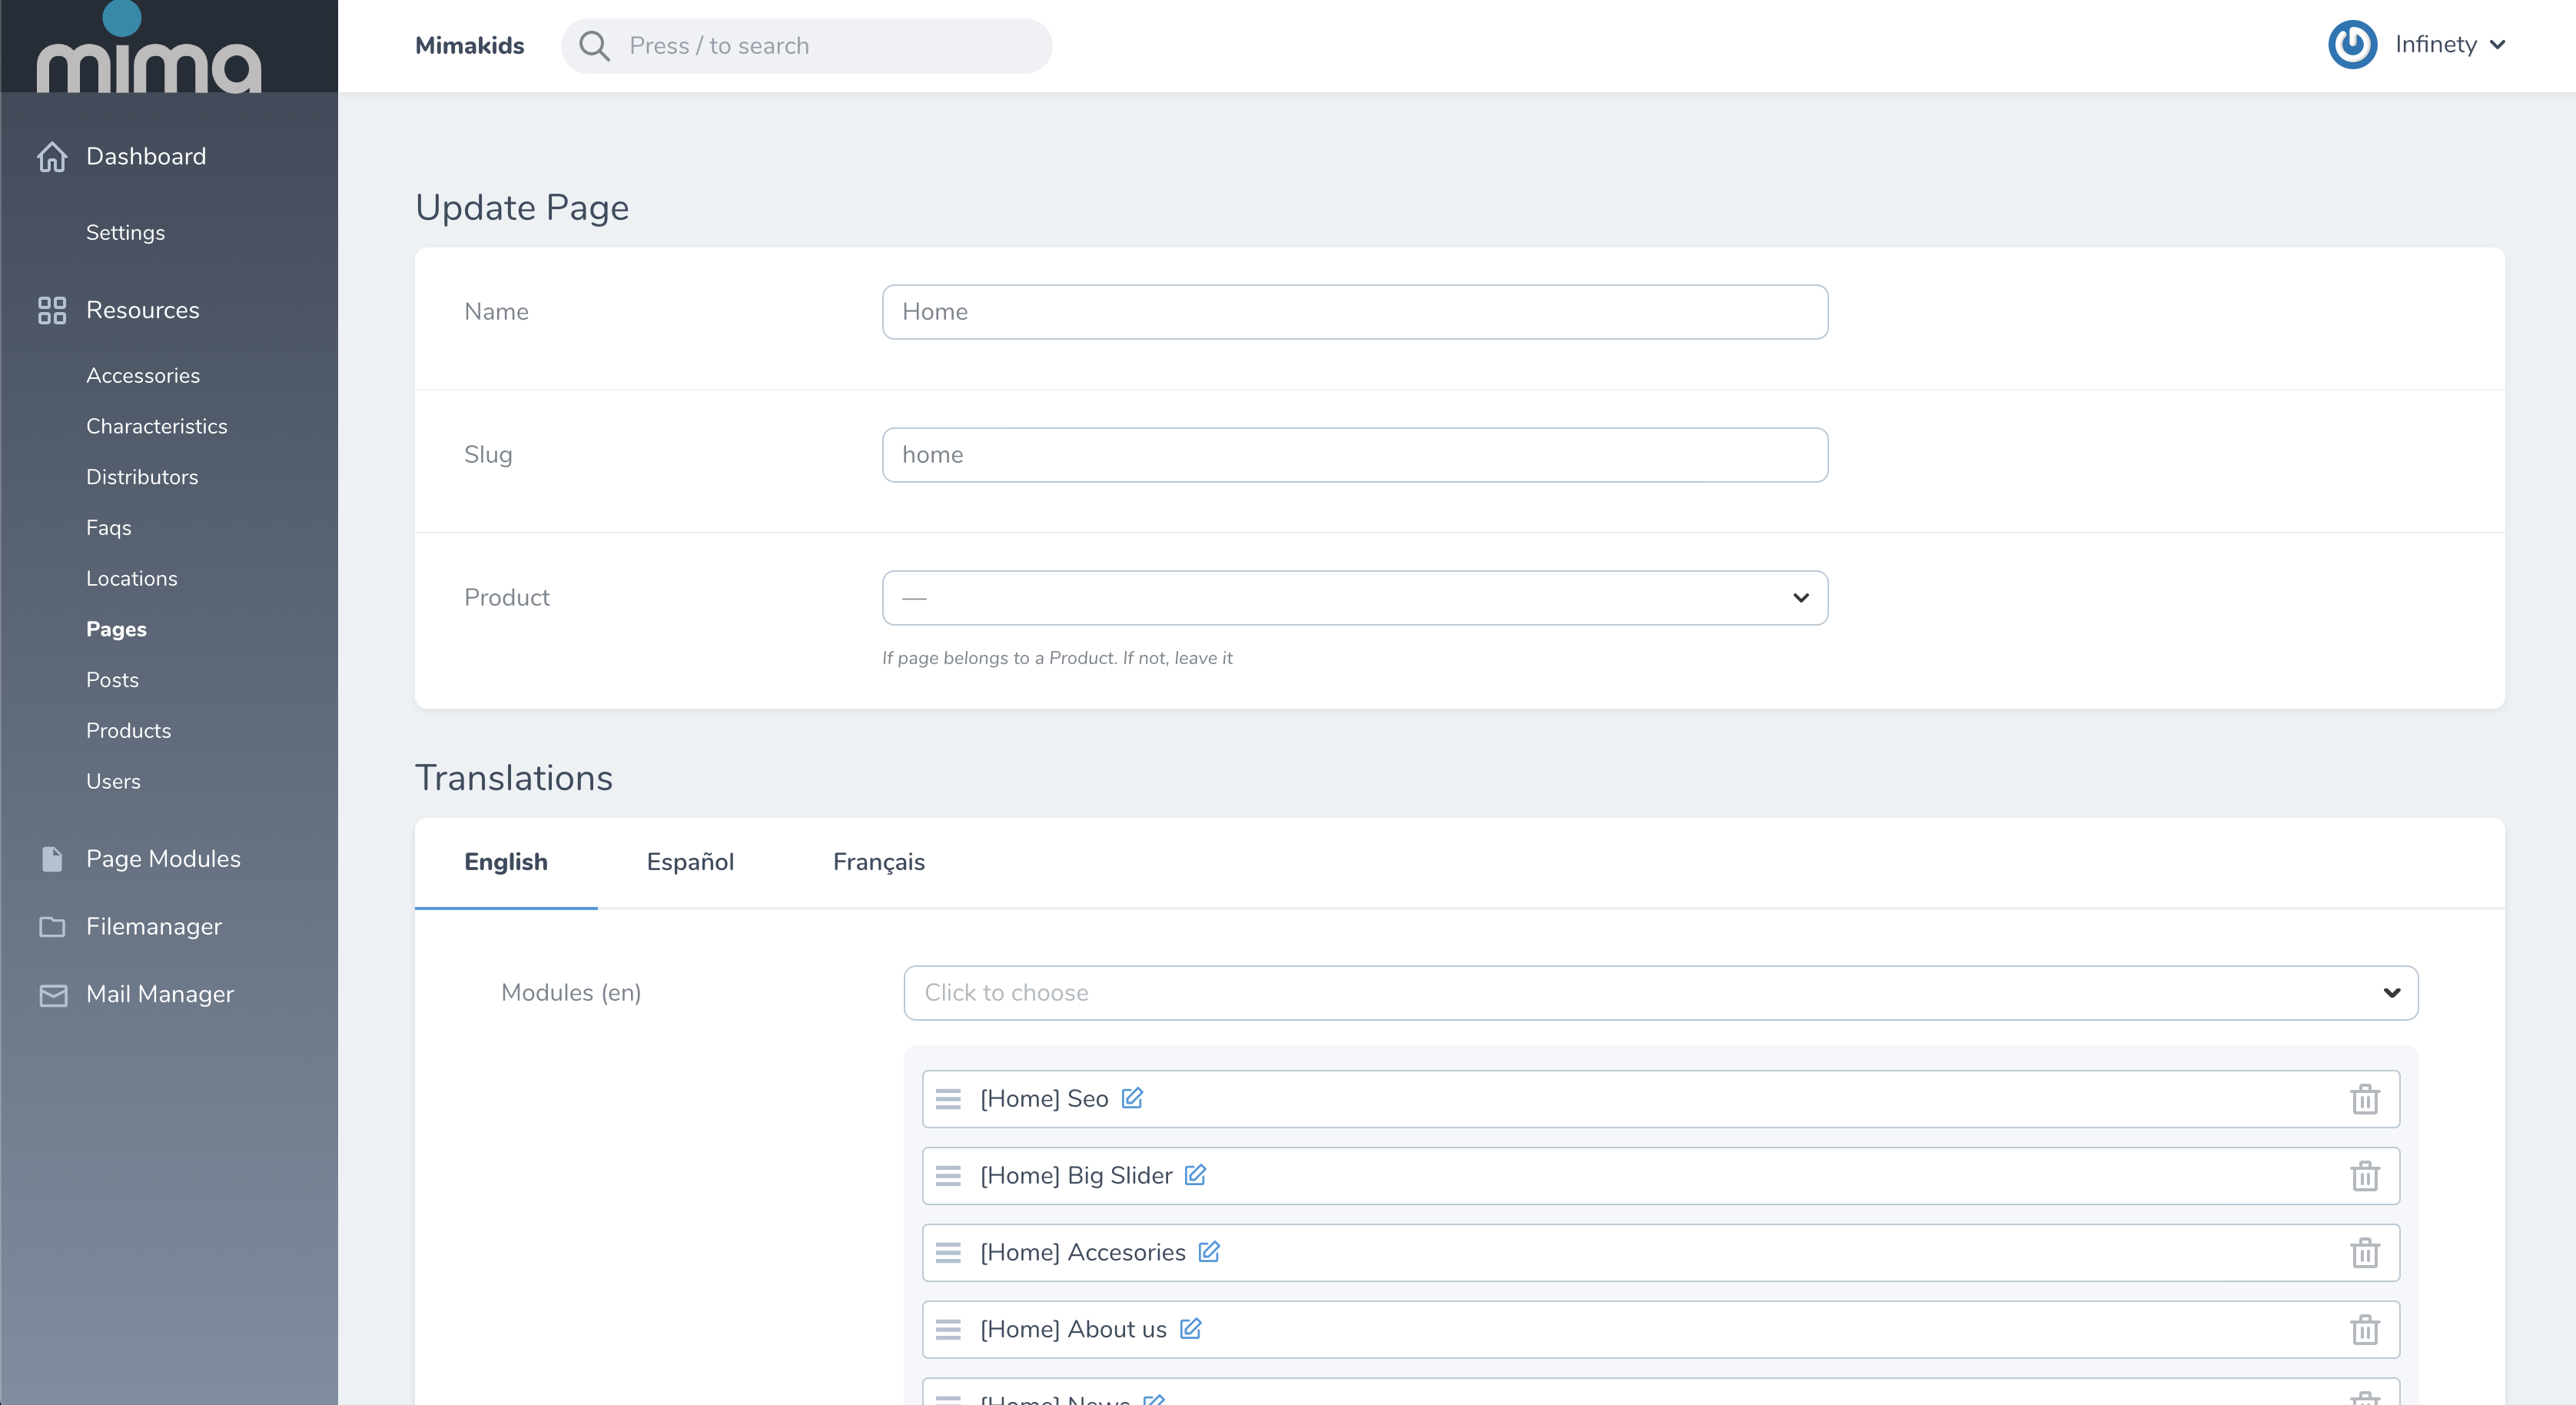 mima
Mimakids
Press / to search
Infinety
Dashboard
Settings
Resources
Accessories
Characteristics
Distributors
Faqs
Locations
Pages
Posts
Products
Users
Page Modules
Filemanager
Mail Manager
Update Page
Name
Home
Slug
home
Product
—
If page belongs to a Product. If not, leave it
Translations
English Español Français
Modules (en)
Click to choose
[Home] Seo
[Home] Big Slider
[Home] Accesories
[Home] About us
[Home] News